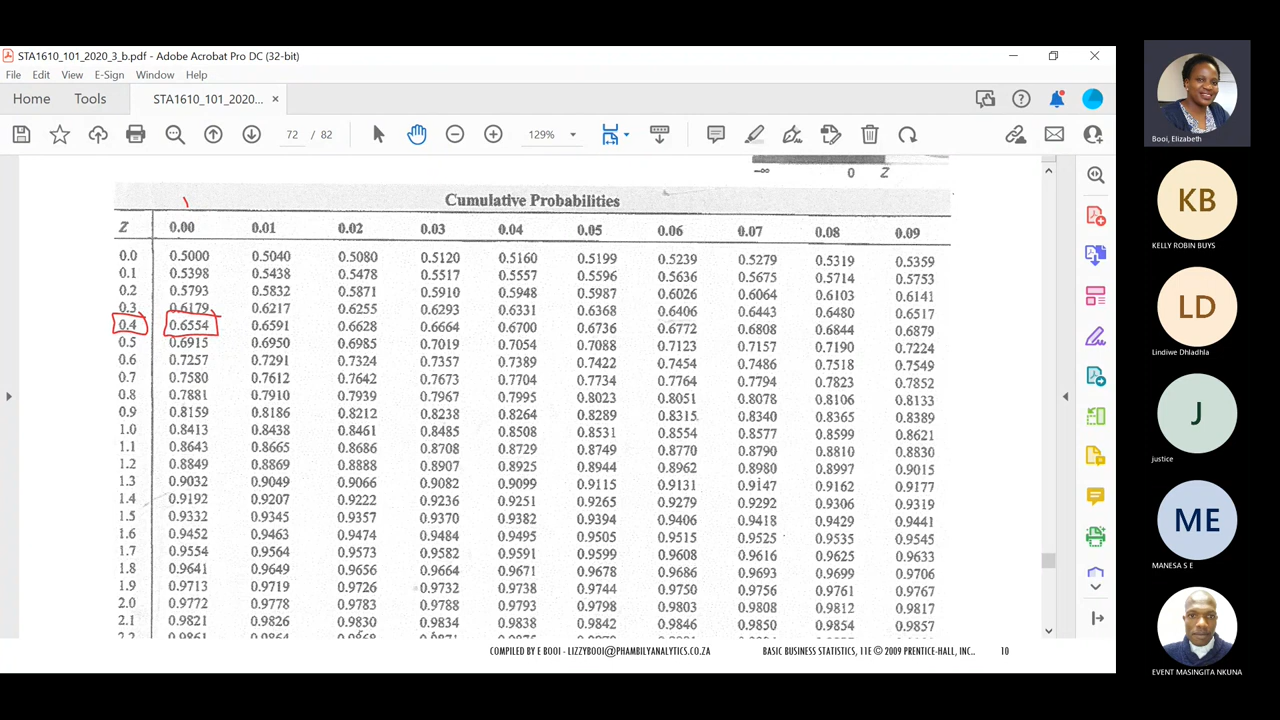 STA1610_101_2020_3_b.pdf - Adobe Acrobat Pro DC (32-bit)
File Edit View E-Sign Window Help
Home Tools STA1610_101_2020... ×
72 / 82 129%
-∞ 0 Z
Cumulative Probabilities
Z 0.00 0.01 0.02 0.03 0.04 0.05 0.06 0.07 0.08 0.09
0.0 0.5000 0.5040 0.5080 0.5120 0.5160 0.5199 0.5239 0.5279 0.5319 0.5359
0.1 0.5398 0.5438 0.5478 0.5517 0.5557 0.5596 0.5636 0.5675 0.5714 0.5753
0.2 0.5793 0.5832 0.5871 0.5910 0.5948 0.5987 0.6026 0.6064 0.6103 0.6141
0.3 0.6179 0.6217 0.6255 0.6293 0.6331 0.6368 0.6406 0.6443 0.6480 0.6517
0.4 0.6554 0.6591 0.6628 0.6664 0.6700 0.6736 0.6772 0.6808 0.6844 0.6879
0.5 0.6915 0.6950 0.6985 0.7019 0.7054 0.7088 0.7123 0.7157 0.7190 0.7224
0.6 0.7257 0.7291 0.7324 0.7357 0.7389 0.7422 0.7454 0.7486 0.7518 0.7549
0.7 0.7580 0.7612 0.7642 0.7673 0.7704 0.7734 0.7764 0.7794 0.7823 0.7852
0.8 0.7881 0.7910 0.7939 0.7967 0.7995 0.8023 0.8051 0.8078 0.8106 0.8133
0.9 0.8159 0.8186 0.8212 0.8238 0.8264 0.8289 0.8315 0.8340 0.8365 0.8389
1.0 0.8413 0.8438 0.8461 0.8485 0.8508 0.8531 0.8554 0.8577 0.8599 0.8621
1.1 0.8643 0.8665 0.8686 0.8708 0.8729 0.8749 0.8770 0.8790 0.8810 0.8830
1.2 0.8849 0.8869 0.8888 0.8907 0.8925 0.8944 0.8962 0.8980 0.8997 0.9015
1.3 0.9032 0.9049 0.9066 0.9082 0.9099 0.9115 0.9131 0.9147 0.9162 0.9177
1.4 0.9192 0.9207 0.9222 0.9236 0.9251 0.9265 0.9279 0.9292 0.9306 0.9319
1.5 0.9332 0.9345 0.9357 0.9370 0.9382 0.9394 0.9406 0.9418 0.9429 0.9441
1.6 0.9452 0.9463 0.9474 0.9484 0.9495 0.9505 0.9515 0.9525 0.9535 0.9545
1.7 0.9554 0.9564 0.9573 0.9582 0.9591 0.9599 0.9608 0.9616 0.9625 0.9633
1.8 0.9641 0.9649 0.9656 0.9664 0.9671 0.9678 0.9686 0.9693 0.9699 0.9706
1.9 0.9713 0.9719 0.9726 0.9732 0.9738 0.9744 0.9750 0.9756 0.9761 0.9767
2.0 0.9772 0.9778 0.9783 0.9788 0.9793 0.9798 0.9803 0.9808 0.9812 0.9817
2.1 0.9821 0.9826 0.9830 0.9834 0.9838 0.9842 0.9846 0.9850 0.9854 0.9857
COMPILED BY E BOOI - LIZZYBOOI@PHAMBILYANALYTICS.CO.ZA BASIC BUSINESS STATISTICS, 11E © 2009 PRENTICE-HALL, INC.. 10
Booi, Elizabeth
KB
KELLY ROBIN BUYS
LD
Lindiwe Dhladhla
J
justice
ME
MANESA S E
EVENT MASINGITA NKUNA